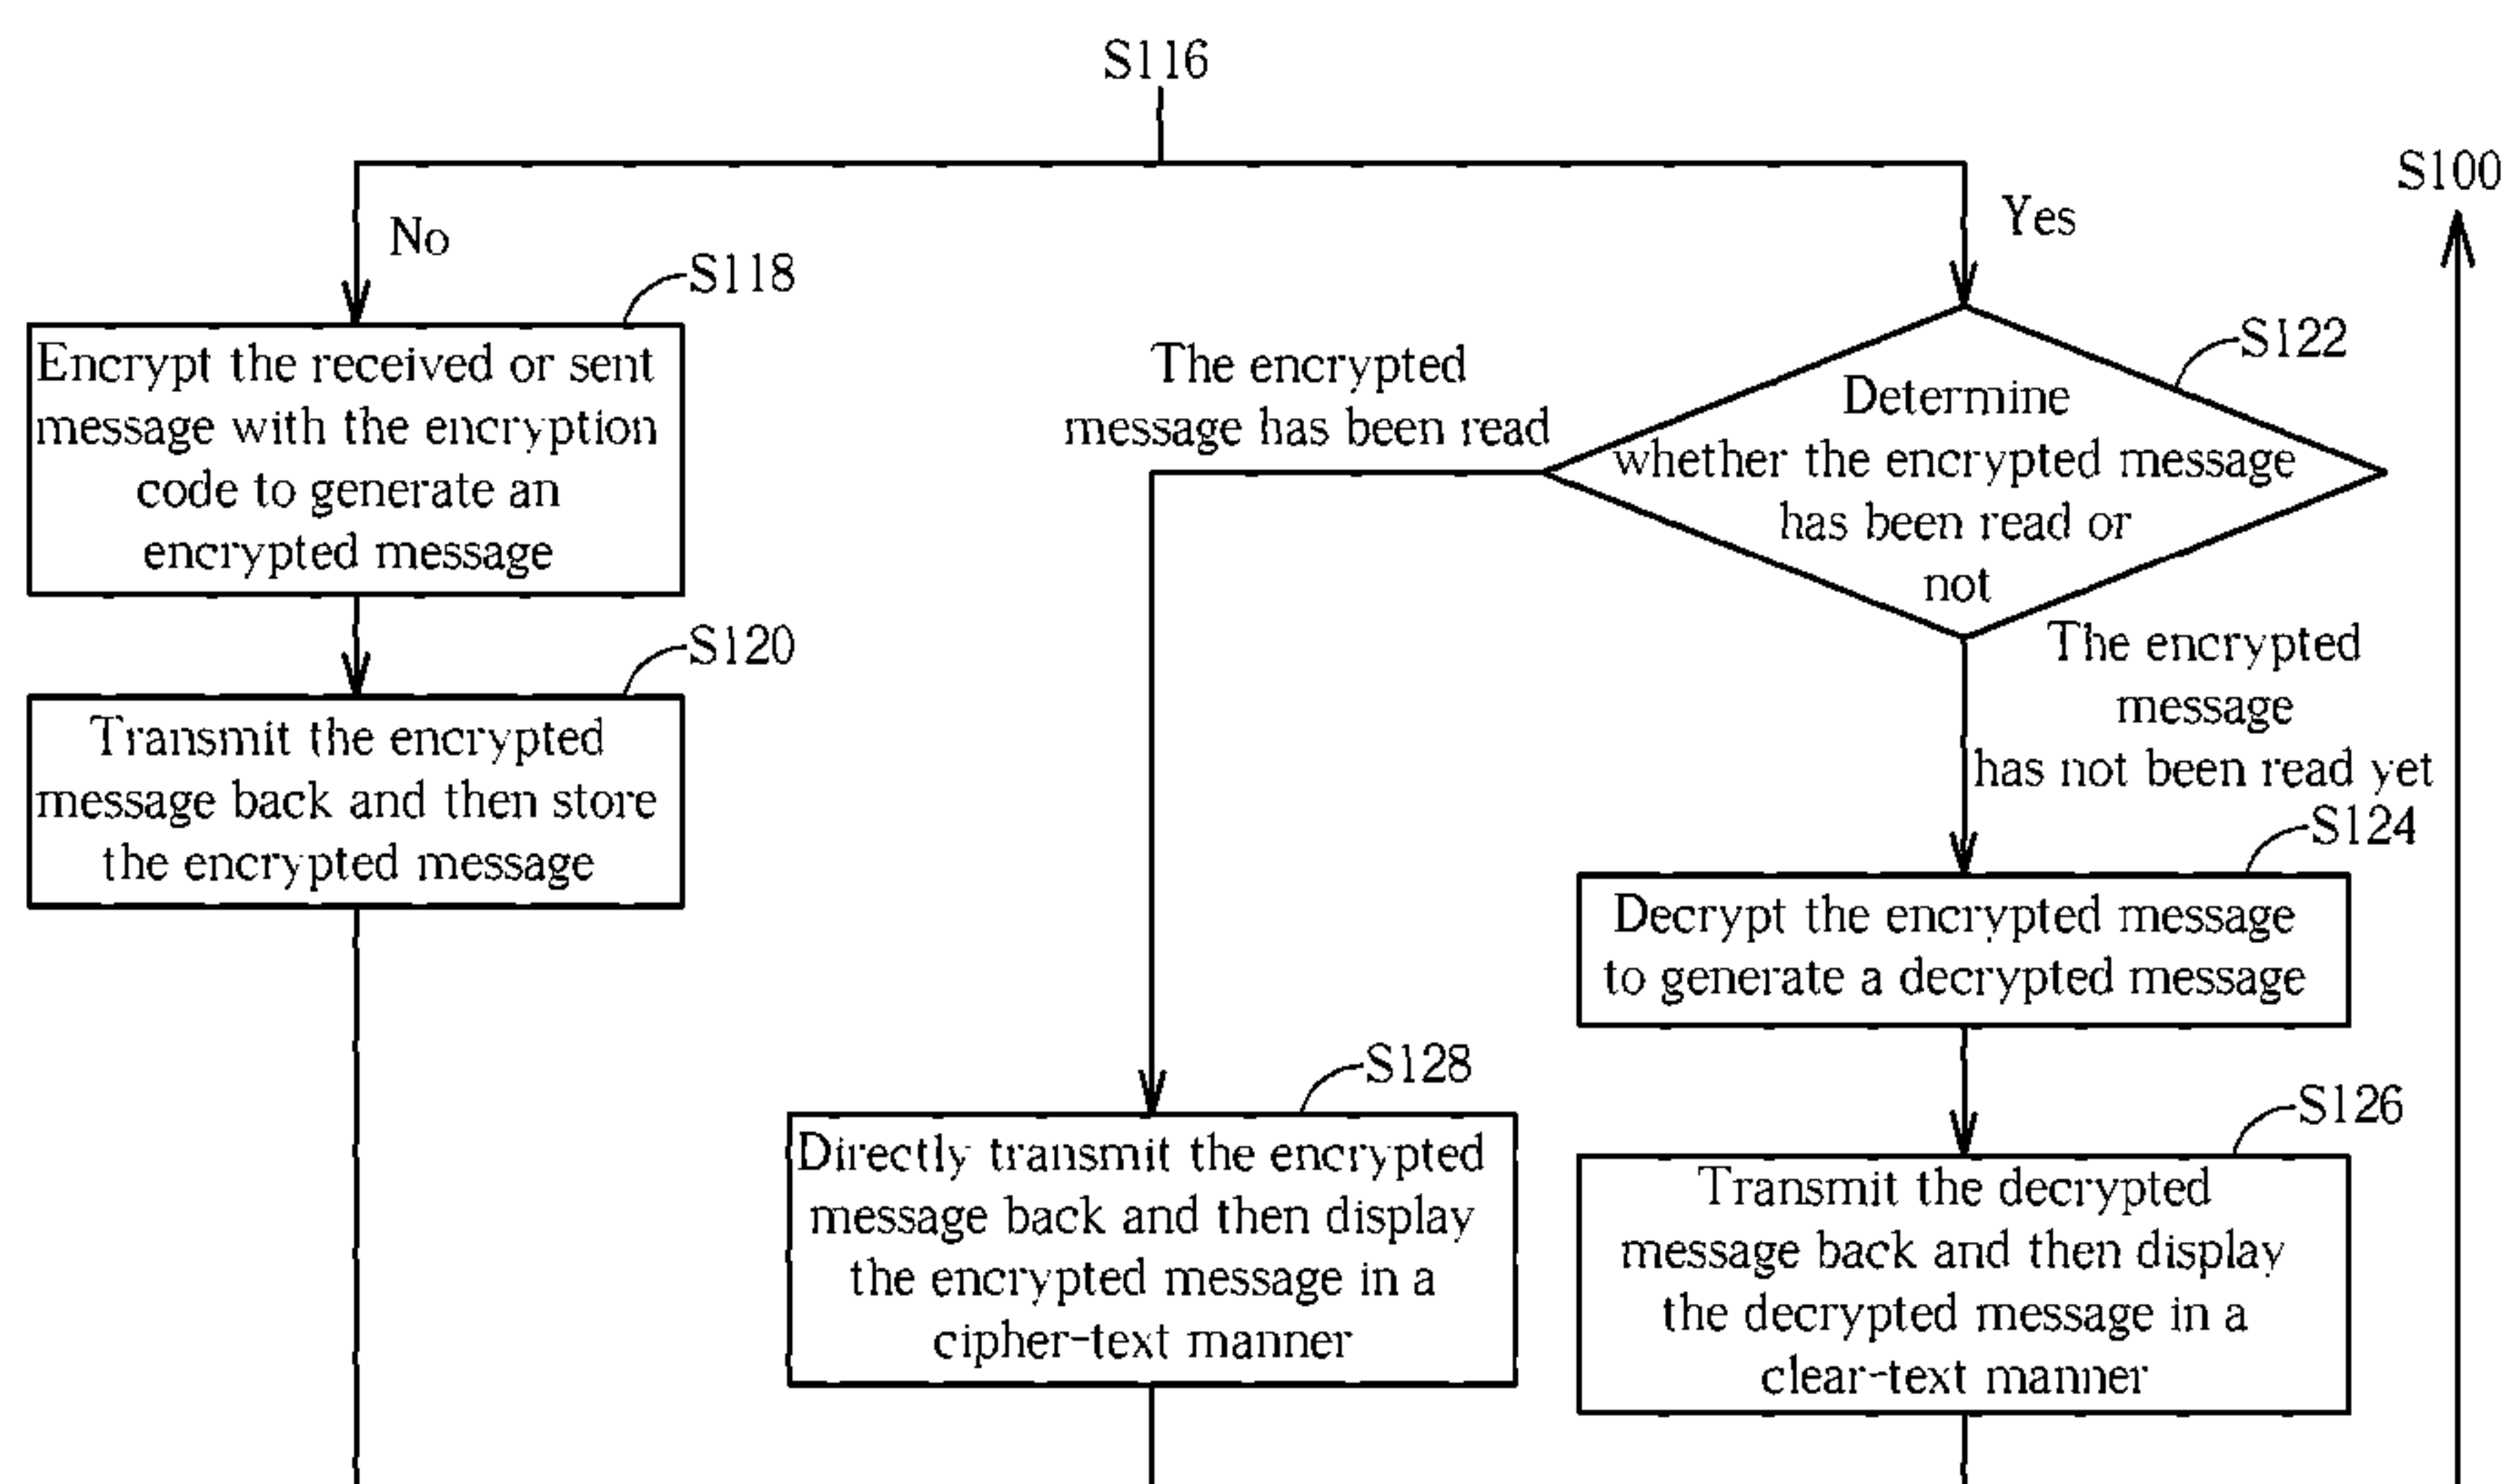 S116
S100
No
Yes
S118
Encrypt the received or sent
message with the encryption
code to generate an
encrypted message
The encrypted
message has been read
S122
Determine
whether the encrypted message
has been read or
not
S120
Transmit the encrypted
message back and then store
the encrypted message
The encrypted
message
has not been read yet
S124
Decrypt the encrypted message
to generate a decrypted message
S128
Directly transmit the encrypted
message back and then display
the encrypted message in a
cipher-text manner
S126
Transmit the decrypted
message back and then display
the decrypted message in a
clear-text manner